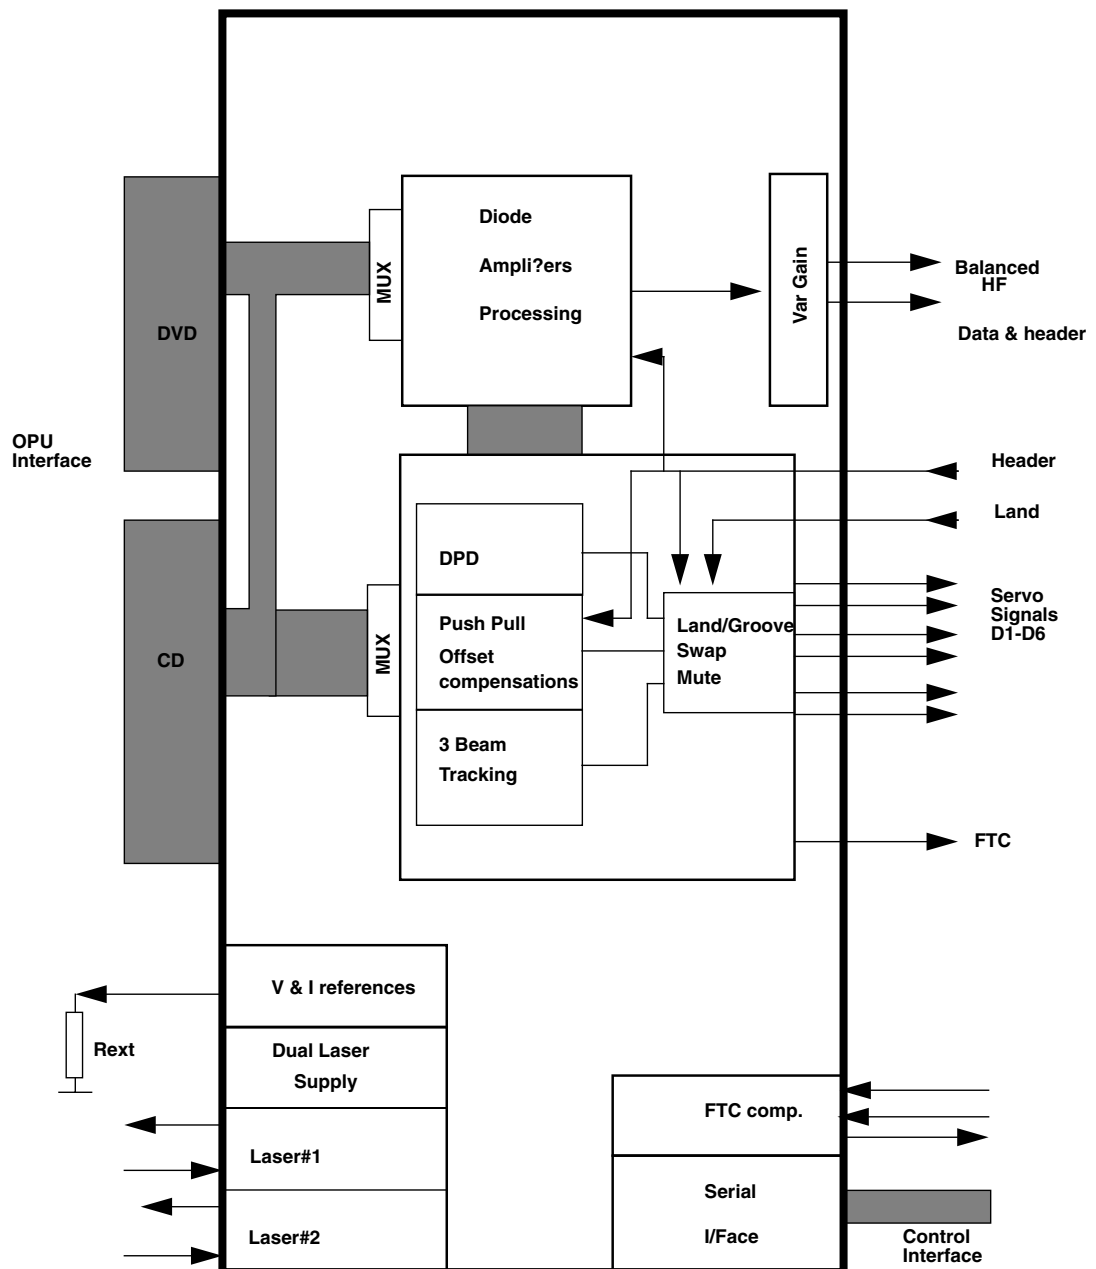 Diode
Ampli?ers
Processing
MUX
Var Gain
Balanced
HF
Data & header
DVD
OPU
Interface
Header
Land
DPD
Push Pull
Offset
compensations
3 Beam
Tracking
MUX
Land/Groove
Swap
Mute
Servo
Signals
D1-D6
CD
FTC
V & I references
Rext
Dual Laser
Supply
Laser#1
Laser#2
FTC comp.
Serial
I/Face
Control
Interface